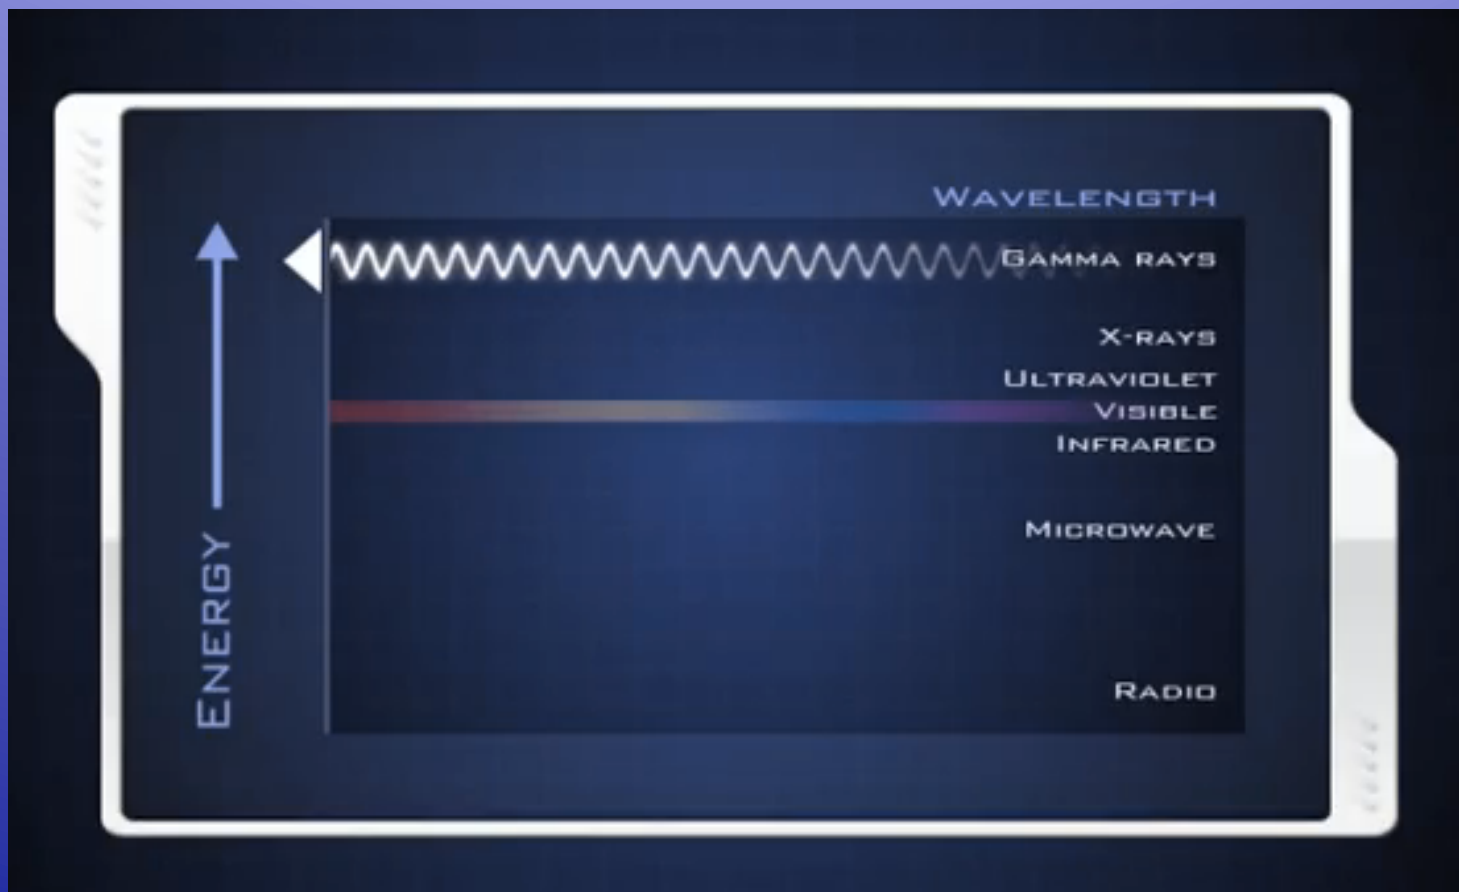 WAVELENGTH
GAMMA RAYS
X-RAYS
ULTRAVIOLET
VISIBLE
INFRARED
MICROWAVE
RADIO
ENERGY